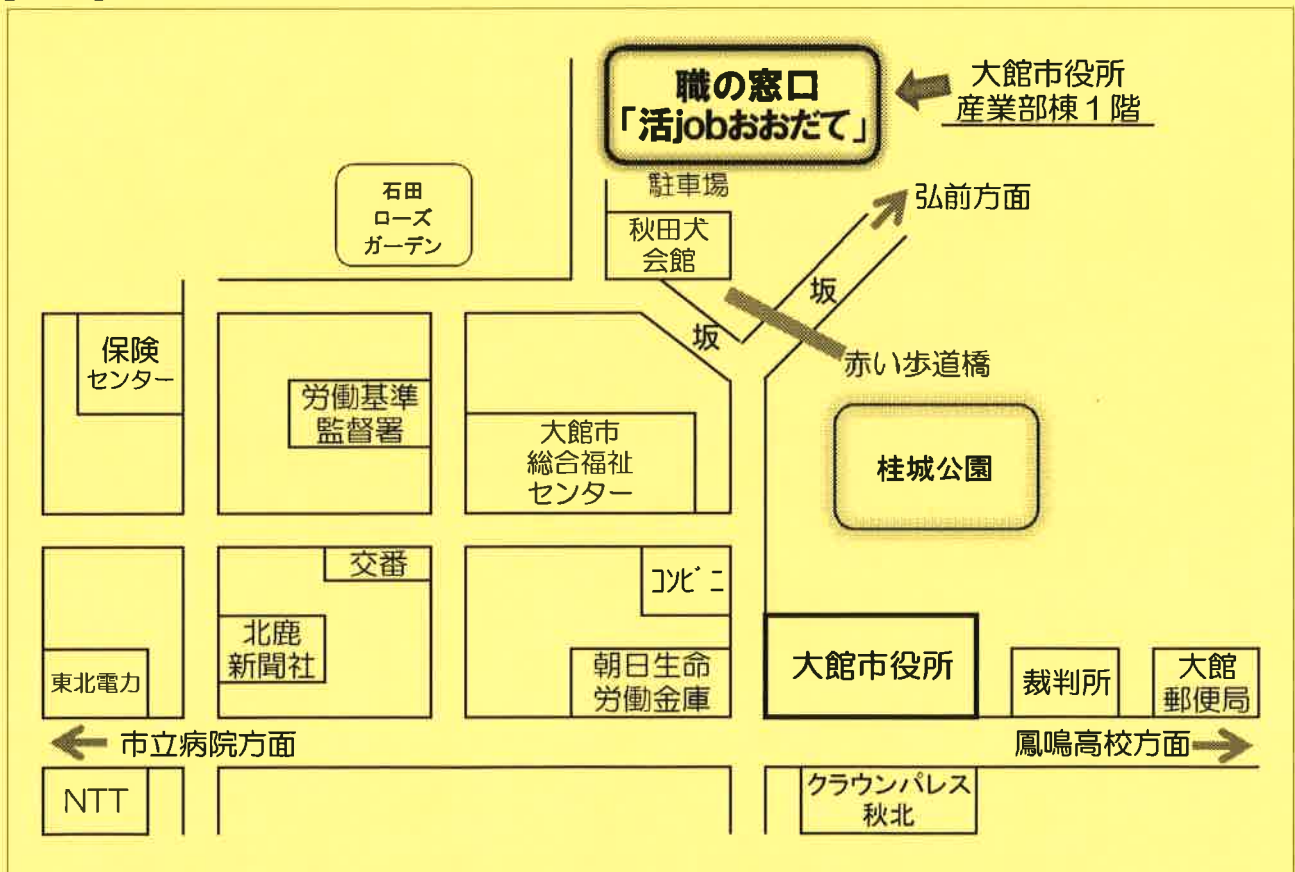 職の窓口
「活jobおおだて」
大館市役所
産業部棟1階
石田
ローズ
ガーデン
駐車場
秋田犬
会館
弘前方面
坂
坂
赤い歩道橋
保険
センター
労働基準
監督署
大館市
総合福祉
センター
桂城公園
交番
コンビニ
北鹿
新聞社
東北電力
朝日生命
労働金庫
大館市役所
裁判所
大館
郵便局
市立病院方面
鳳鳴高校方面
NTT
クラウンパレス
秋北